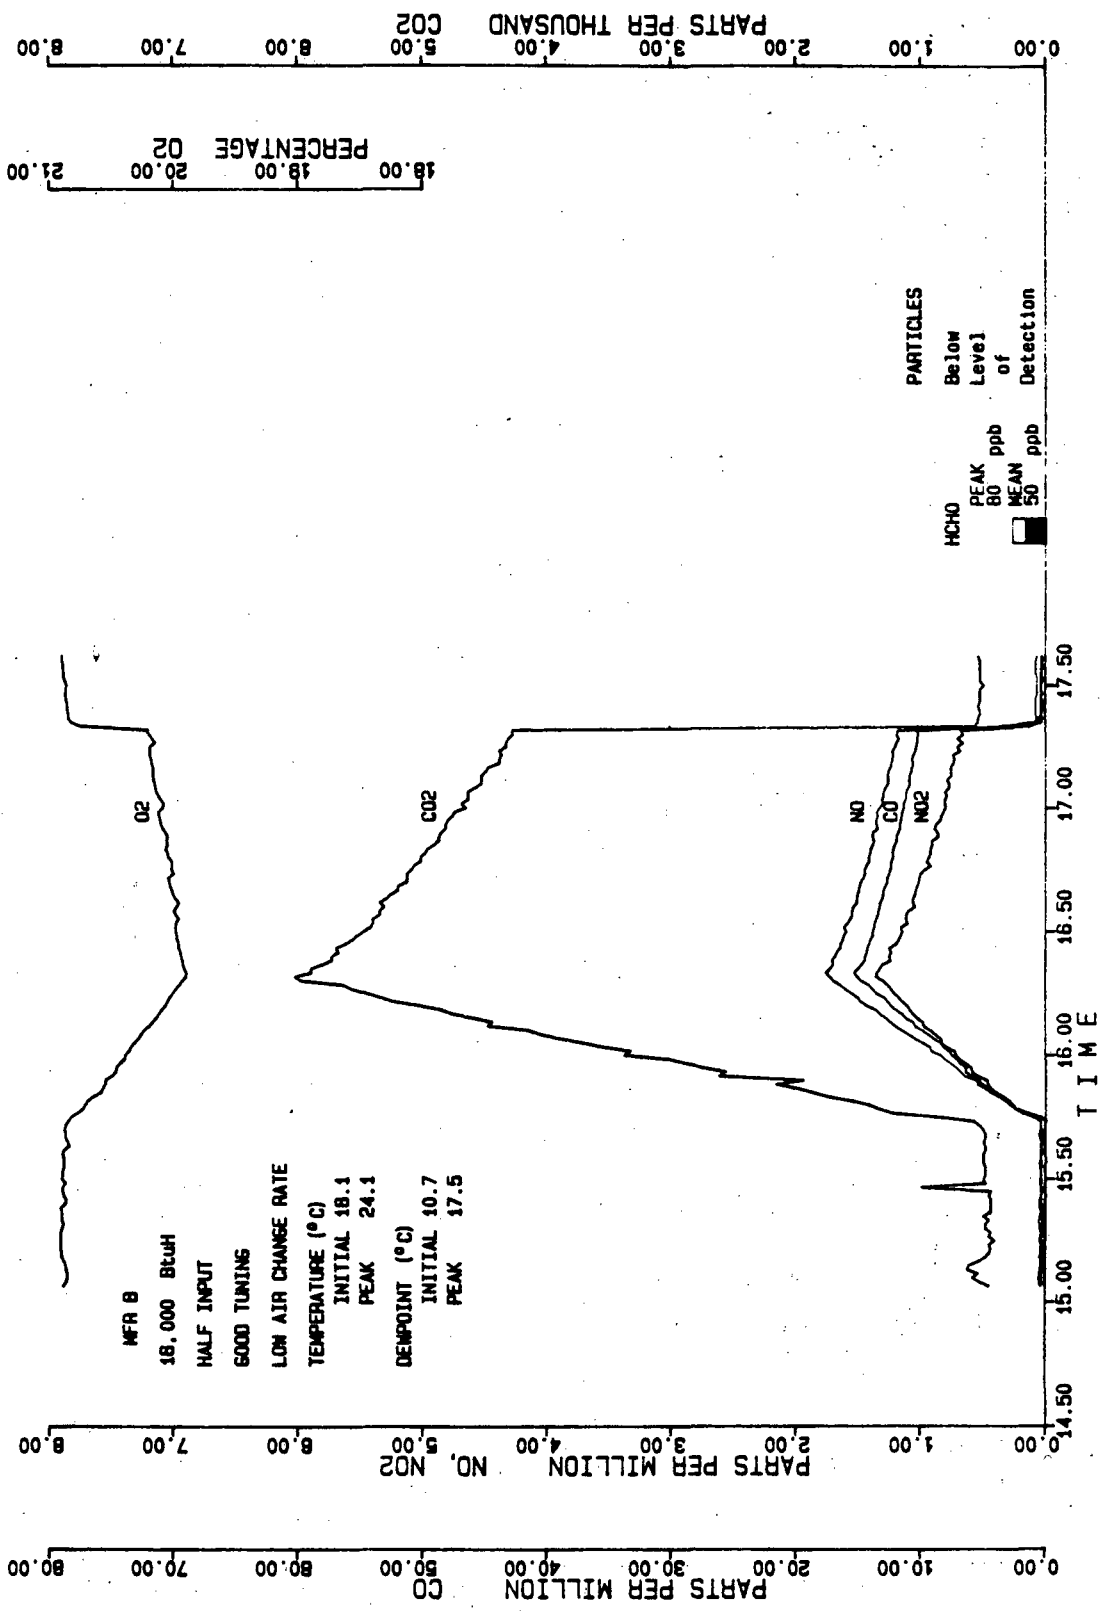 MFR B
18,000 BtuH
HALF INPUT
GOOD TUNING
LOW AIR CHANGE RATE
TEMPERATURE (°C)
INITIAL 18.1
PEAK 24.1
DEWPOINT (°C)
INITIAL 10.7
PEAK 17.5
O2
CO2
NO
CO
NO2
HCHO
PEAK
80 ppb
MEAN
50 ppb
PARTICLES
Below
Level
of
Detection
80.00
70.00
60.00
50.00
40.00
30.00
20.00
10.00
0.00
PARTS PER MILLION CO
8.00
7.00
6.00
5.00
4.00
3.00
2.00
1.00
0.00
PARTS PER MILLION NO, NO2
21.00
20.00
19.00
18.00
PERCENTAGE O2
8.00
7.00
6.00
5.00
4.00
3.00
2.00
1.00
0.00
PARTS PER THOUSAND CO2
14.50 15.00 15.50 16.00 16.50 17.00 17.50
TIME